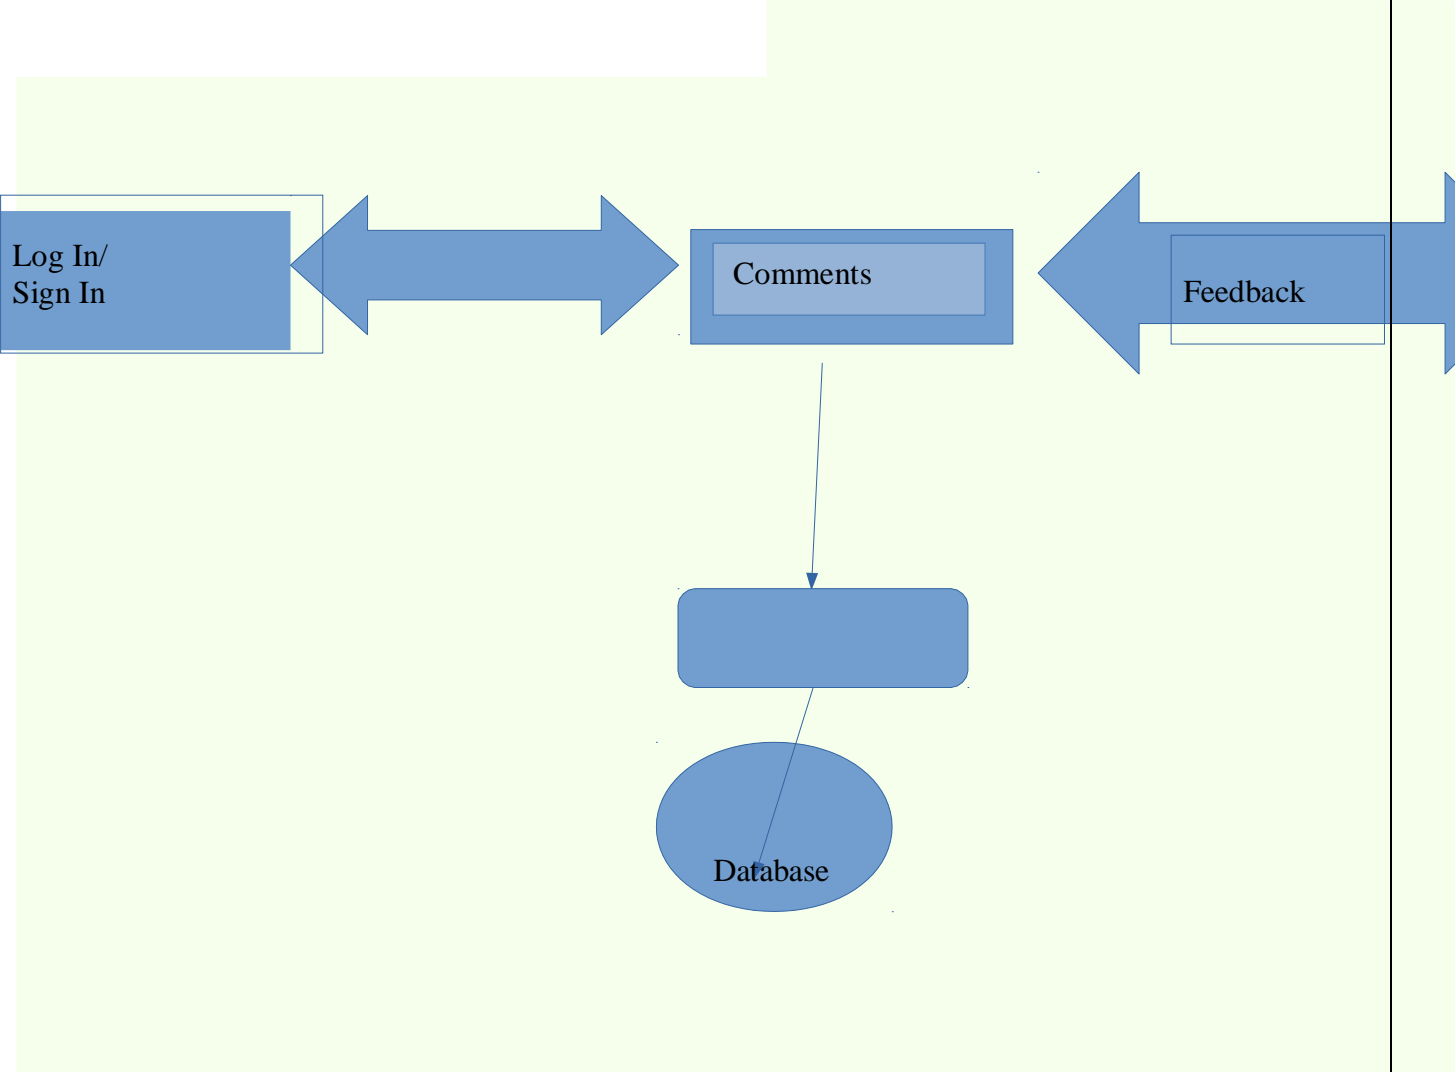 Log In/
Sign In
Comments
Feedback
Database